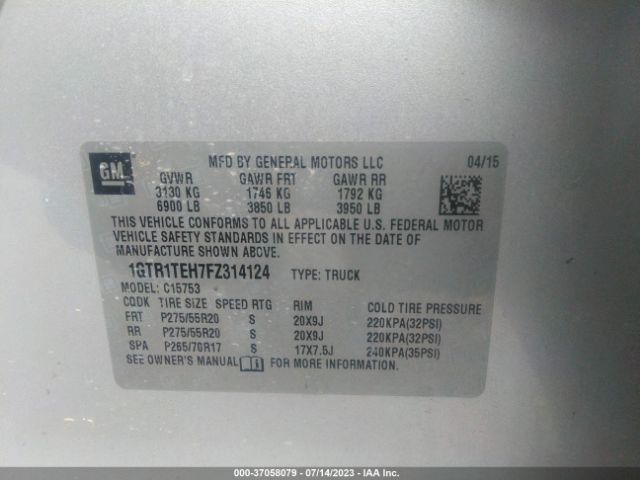 GM
MFD BY GENERAL MOTORS LLC 04/15
GVWR GAWR FRT GAWR RR
3130 KG 1746 KG 1792 KG
6900 LB 3850 LB 3950 LB
THIS VEHICLE CONFORMS TO ALL APPLICABLE U.S. FEDERAL MOTOR
VEHICLE SAFETY STANDARDS IN EFFECT ON THE DATE OF
MANUFACTURE SHOWN ABOVE.
1GTR1TEH7FZ314124 TYPE: TRUCK
MODEL: C15753
CQDK TIRE SIZE SPEED RTG RIM COLD TIRE PRESSURE
FRT P275/55R20 S 20X9J 220KPA(32PSI)
RR P275/55R20 S 20X9J 220KPA(32PSI)
SPA P265/70R17 S 17X7.5J 240KPA(35PSI)
SEE OWNER'S MANUAL FOR MORE INFORMATION.
000-37058079 - 07/14/2023 - IAA Inc.